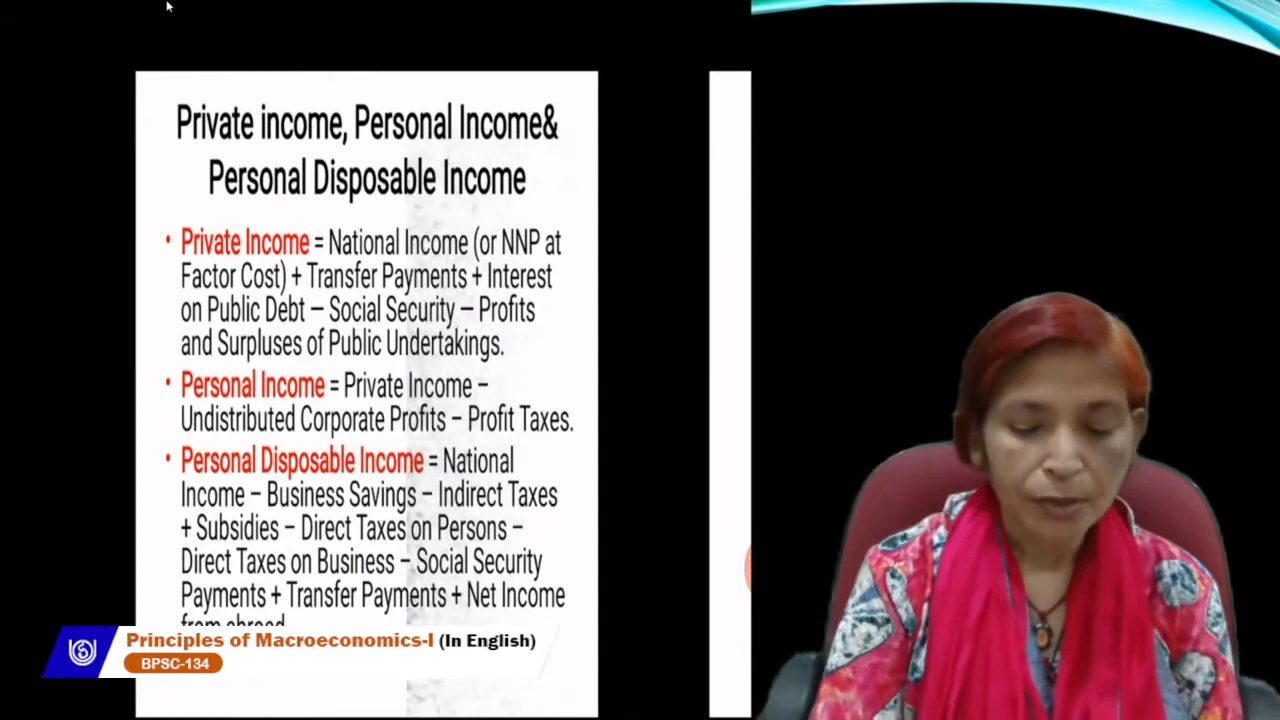 Private income, Personal Income&
Personal Disposable Income
• Private Income = National Income (or NNP at
Factor Cost) + Transfer Payments + Interest
on Public Debt – Social Security – Profits
and Surpluses of Public Undertakings.
• Personal Income = Private Income –
Undistributed Corporate Profits – Profit Taxes.
• Personal Disposable Income = National
Income – Business Savings – Indirect Taxes
+ Subsidies – Direct Taxes on Persons –
Direct Taxes on Business – Social Security
Payments + Transfer Payments + Net Income
from abroad
Principles of Macroeconomics-I (In English)
BPSC-134